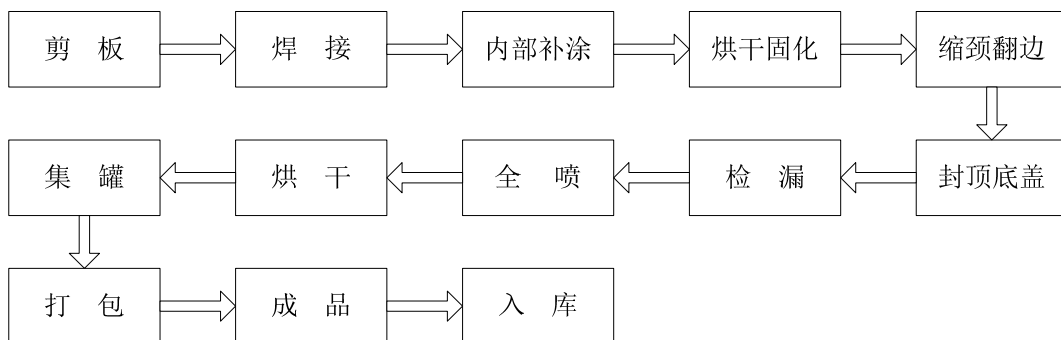 剪 板 焊 接 内部补涂 烘干固化 缩颈翻边
集 罐 烘 干 全 喷 检 漏 封顶底盖
打 包 成 品 入 库